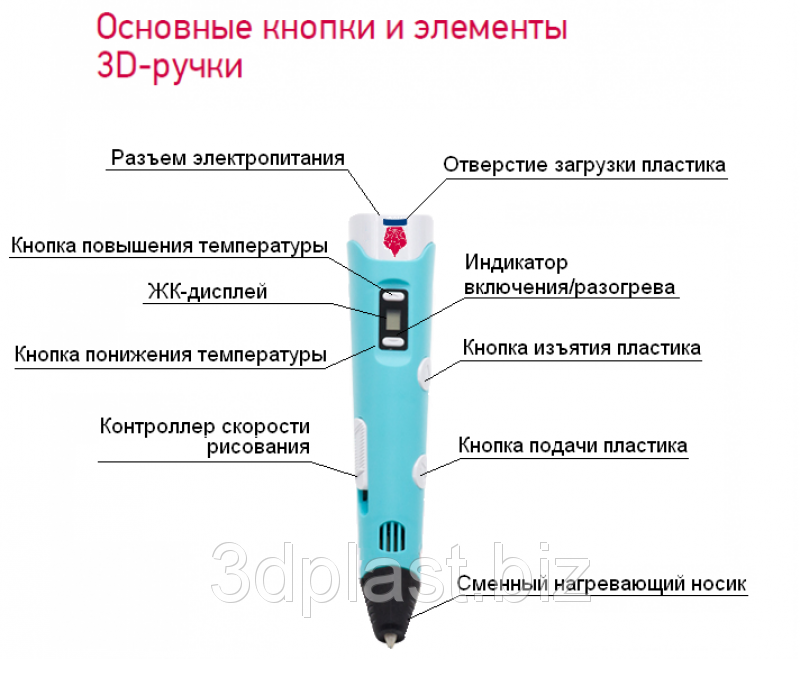 Основные кнопки и элементы
3D-ручки
Разъем электропитания
Отверстие загрузки пластика
Кнопка повышения температуры
Индикатор
включения/разогрева
ЖК-дисплей
Кнопка понижения температуры
Кнопка изъятия пластика
Контроллер скорости
рисования
Кнопка подачи пластика
3dplast.biz
Сменный нагревающий носик